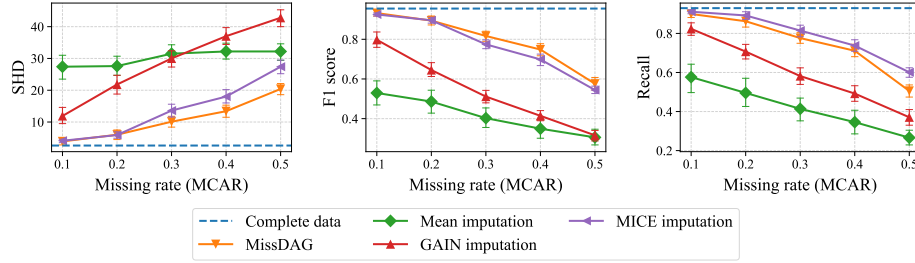 SHD
40
30
20
10
0.1 0.2 0.3 0.4 0.5
Missing rate (MCAR)
F1 score
0.8
0.6
0.4
0.1 0.2 0.3 0.4 0.5
Missing rate (MCAR)
Recall
0.8
0.6
0.4
0.2
0.1 0.2 0.3 0.4 0.5
Missing rate (MCAR)
Complete data
MissDAG
Mean imputation
GAIN imputation
MICE imputation